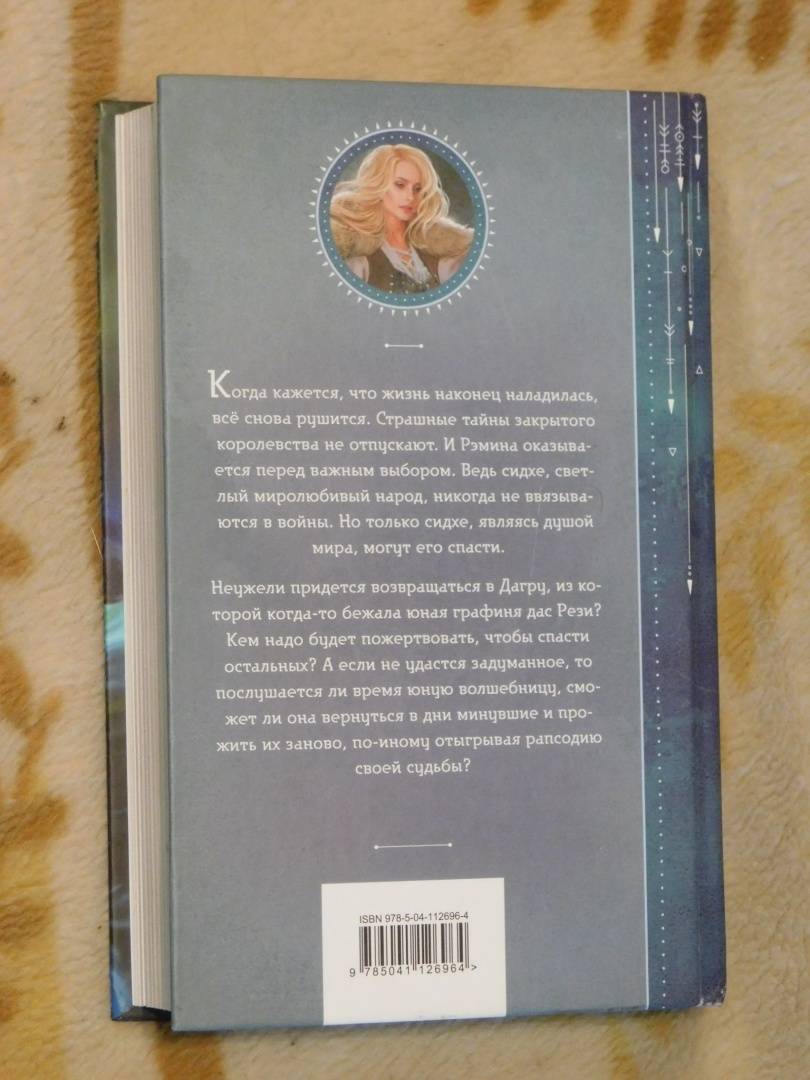 Когда кажется, что жизнь наконец наладилась,
всё снова рушится. Страшные тайны закрытого
королевства не отпускают. И Рэмина оказыва-
ется перед важным выбором. Ведь сидхе, свет-
лый миролюбивый народ, никогда не ввязыва-
ются в войны. Но только сидхе, являясь душой
мира, могут его спасти.
Неужели придется возвращаться в Дагру, из ко-
торой когда-то бежала юная графиня дас Рези?
Кем надо будет пожертвовать, чтобы спасти
остальных? А если не удастся задуманное, то
послушается ли время юную волшебницу, смо-
жет ли она вернуться в дни минувшие и про-
жить их заново, по-иному отыгрывая рапсодию
своей судьбы?
ISBN 978-5-04-112696-4
9 785041 126964 >